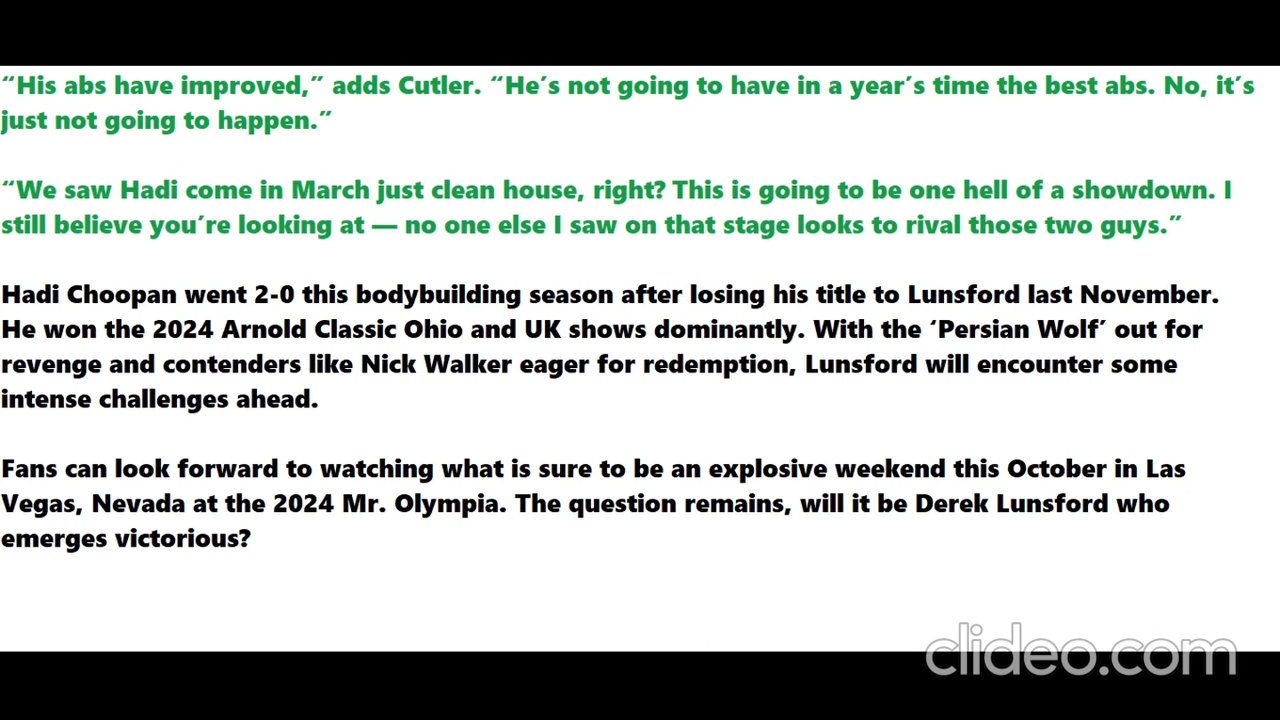 “His abs have improved,” adds Cutler. “He’s not going to have in a year’s time the best abs. No, it’s
just not going to happen.”
“We saw Hadi come in March just clean house, right? This is going to be one hell of a showdown. I
still believe you’re looking at — no one else I saw on that stage looks to rival those two guys.”
Hadi Choopan went 2-0 this bodybuilding season after losing his title to Lunsford last November.
He won the 2024 Arnold Classic Ohio and UK shows dominantly. With the ‘Persian Wolf’ out for
revenge and contenders like Nick Walker eager for redemption, Lunsford will encounter some
intense challenges ahead.
Fans can look forward to watching what is sure to be an explosive weekend this October in Las
Vegas, Nevada at the 2024 Mr. Olympia. The question remains, will it be Derek Lunsford who
emerges victorious?
clideo.com